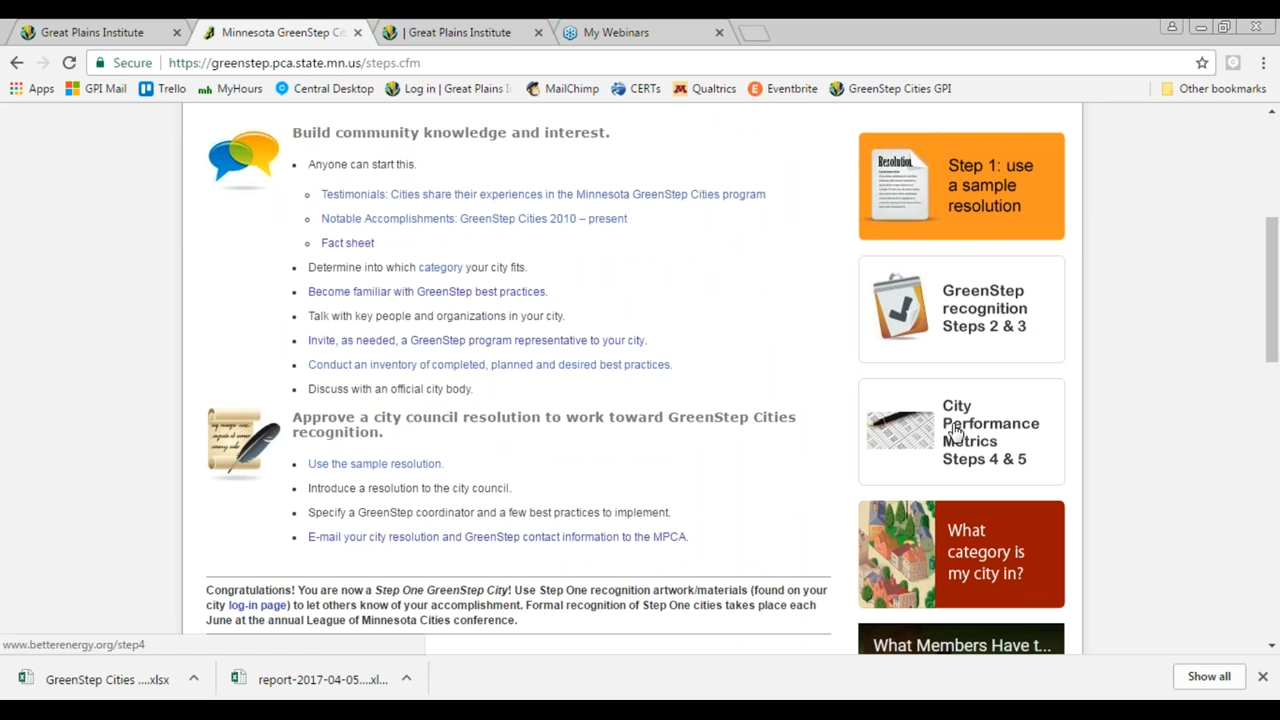 Great Plains Institute
Minnesota GreenStep Cit
| Great Plains Institute
My Webinars
Secure
https://greenstep.pca.state.mn.us/steps.cfm
Apps
GPI Mail
Trello
mh MyHours
Central Desktop
Log in | Great Plains I
MailChimp
CERTs
Qualtrics
Eventbrite
GreenStep Cities GPI
Other bookmarks
Build community knowledge and interest.
Anyone can start this.
Testimonials: Cities share their experiences in the Minnesota GreenStep Cities program
Notable Accomplishments: GreenStep Cities 2010 – present
Fact sheet
Determine into which category your city fits.
Become familiar with GreenStep best practices.
Talk with key people and organizations in your city.
Invite, as needed, a GreenStep program representative to your city.
Conduct an inventory of completed, planned and desired best practices.
Discuss with an official city body.
Approve a city council resolution to work toward GreenStep Cities
recognition.
Use the sample resolution.
Introduce a resolution to the city council.
Specify a GreenStep coordinator and a few best practices to implement.
E-mail your city resolution and GreenStep contact information to the MPCA.
Congratulations! You are now a Step One GreenStep City! Use Step One recognition artwork/materials (found on your
city log-in page) to let others know of your accomplishment. Formal recognition of Step One cities takes place each
June at the annual League of Minnesota Cities conference.
Resolution
Step 1: use
a sample
resolution
GreenStep
recognition
Steps 2 & 3
City
Performance
Metrics
Steps 4 & 5
What
category is
my city in?
What Members Have t...
www.betterenergy.org/step4
GreenStep Cities ....xlsx
report-2017-04-05....xl...
Show all